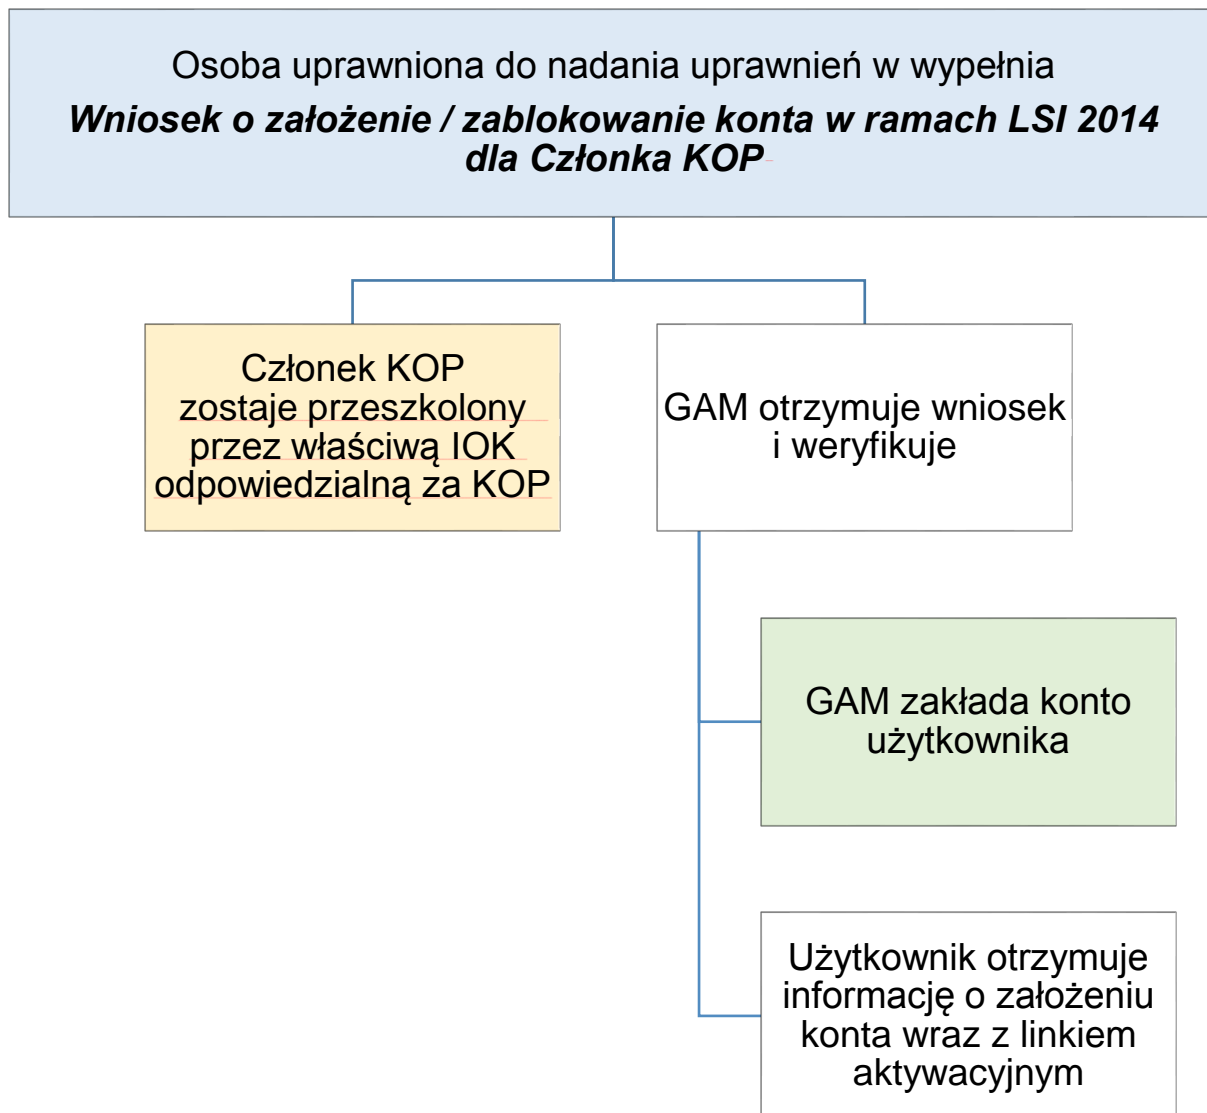 Osoba uprawniona do nadania uprawnień w wypełnia
Wniosek o założenie / zablokowanie konta w ramach LSI 2014
dla Członka KOP
Członek KOP
zostaje przeszkolony
przez właściwą IOK
odpowiedzialną za KOP
GAM otrzymuje wniosek
i weryfikuje
GAM zakłada konto
użytkownika
Użytkownik otrzymuje
informację o założeniu
konta wraz z linkiem
aktywacyjnym